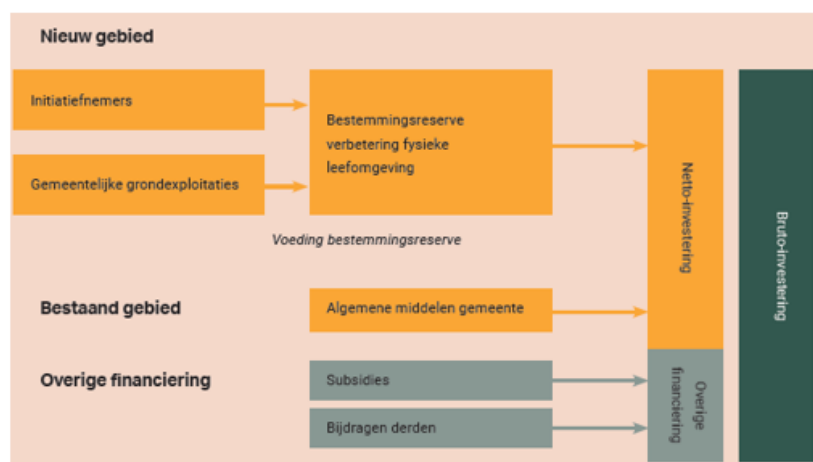 Nieuw gebied
Initiatiefnemers
Bestemmingsreserve
verbetering fysieke
leefomgeving
Gemeentelijke grondexploitaties
Voeding bestemmingsreserve
Netto-investering
Bruto-investering
Bestaand gebied
Algemene middelen gemeente
Overige financiering
Subsidies
Overige
financiering
Bijdragen derden